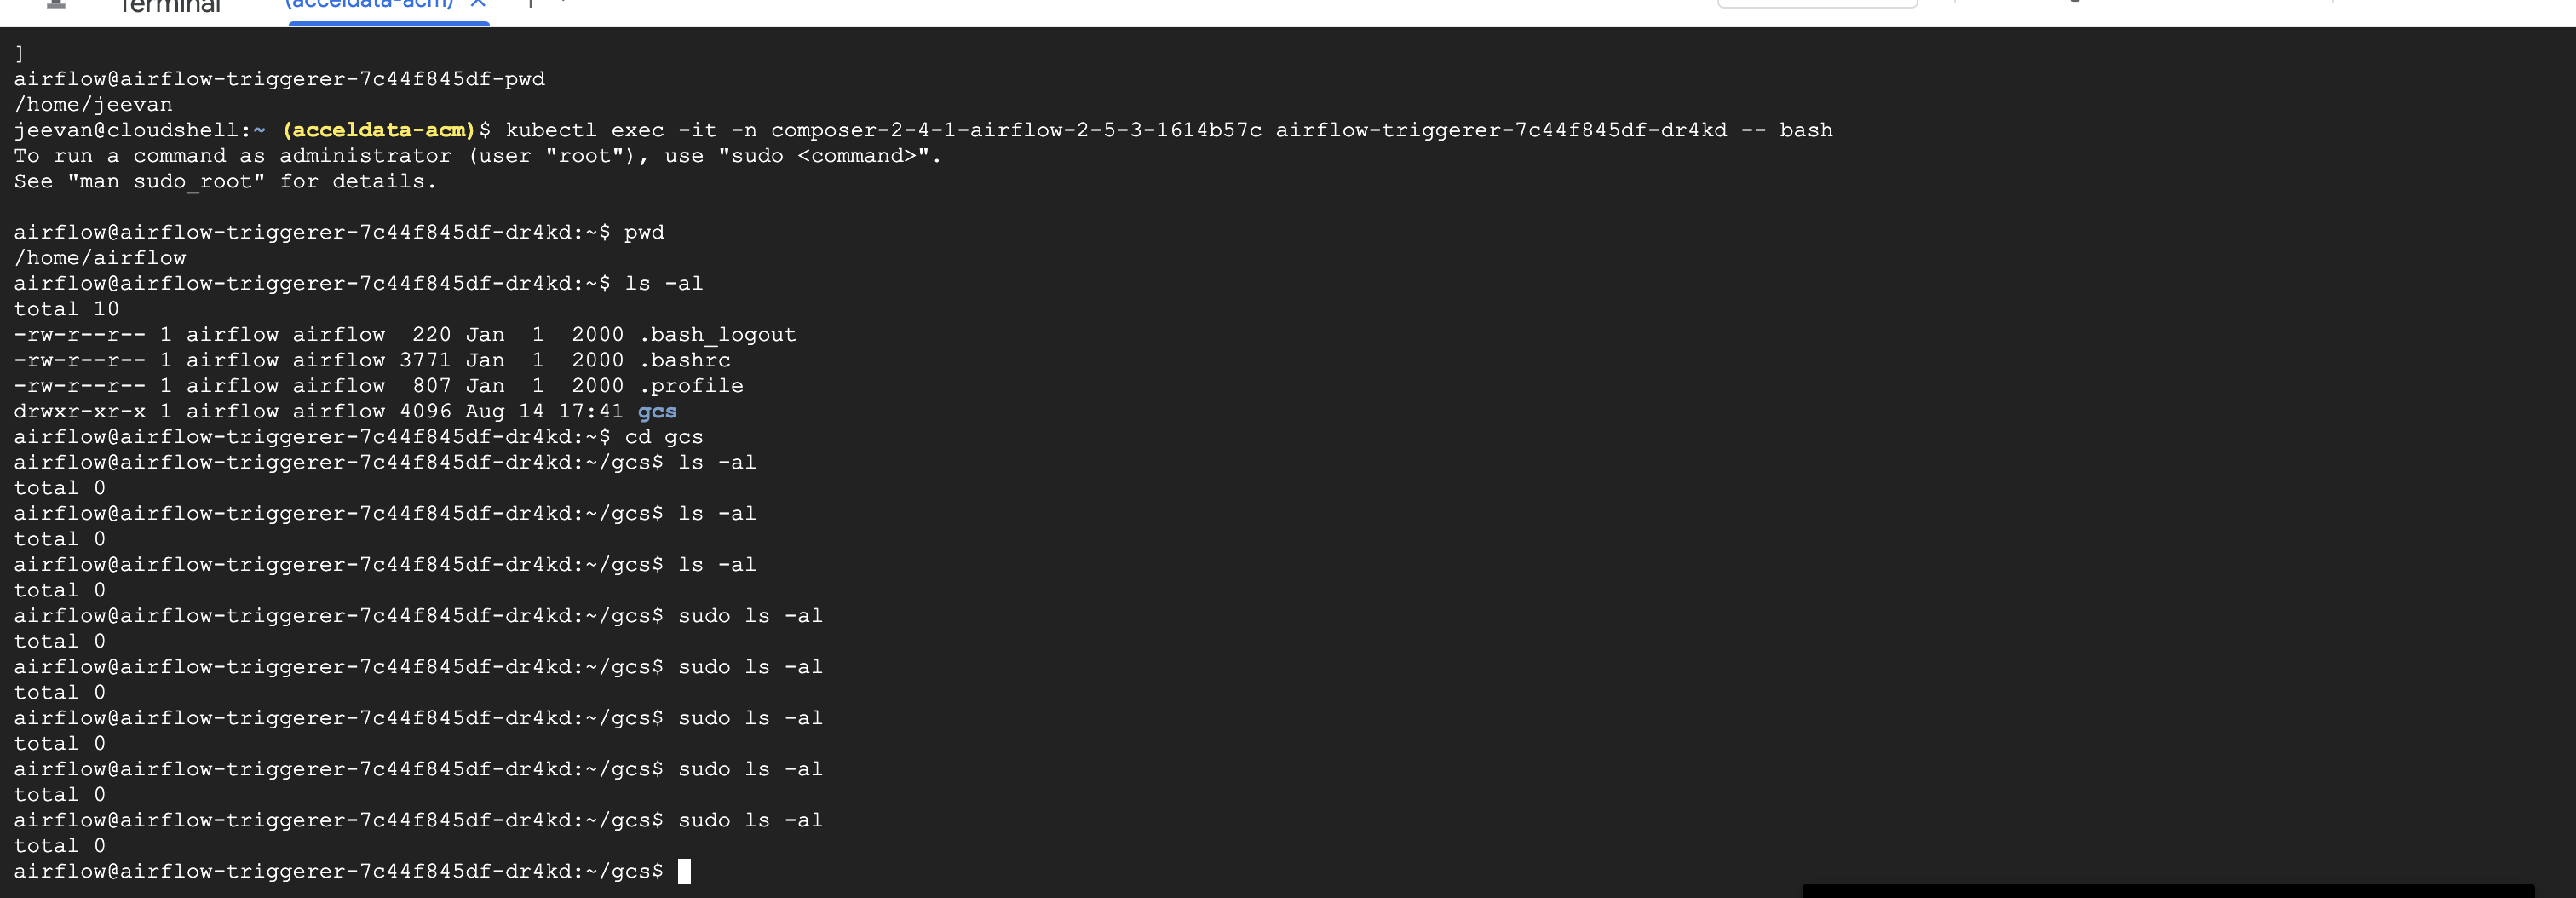 Terminal
(acceldata-acm)
]
airflow@airflow-triggerer-7c44f845df-pwd
/home/jeevan
jeevan@cloudshell:~ (acceldata-acm)$ kubectl exec -it -n composer-2-4-1-airflow-2-5-3-1614b57c airflow-triggerer-7c44f845df-dr4kd -- bash
To run a command as administrator (user "root"), use "sudo <command>".
See "man sudo_root" for details.
airflow@airflow-triggerer-7c44f845df-dr4kd:~$ pwd
/home/airflow
airflow@airflow-triggerer-7c44f845df-dr4kd:~$ ls -al
total 10
-rw-r--r-- 1 airflow airflow  220 Jan  1  2000 .bash_logout
-rw-r--r-- 1 airflow airflow 3771 Jan  1  2000 .bashrc
-rw-r--r-- 1 airflow airflow  807 Jan  1  2000 .profile
drwxr-xr-x 1 airflow airflow 4096 Aug 14 17:41 gcs
airflow@airflow-triggerer-7c44f845df-dr4kd:~$ cd gcs
airflow@airflow-triggerer-7c44f845df-dr4kd:~/gcs$ ls -al
total 0
airflow@airflow-triggerer-7c44f845df-dr4kd:~/gcs$ ls -al
total 0
airflow@airflow-triggerer-7c44f845df-dr4kd:~/gcs$ ls -al
total 0
airflow@airflow-triggerer-7c44f845df-dr4kd:~/gcs$ sudo ls -al
total 0
airflow@airflow-triggerer-7c44f845df-dr4kd:~/gcs$ sudo ls -al
total 0
airflow@airflow-triggerer-7c44f845df-dr4kd:~/gcs$ sudo ls -al
total 0
airflow@airflow-triggerer-7c44f845df-dr4kd:~/gcs$ sudo ls -al
total 0
airflow@airflow-triggerer-7c44f845df-dr4kd:~/gcs$ sudo ls -al
total 0
airflow@airflow-triggerer-7c44f845df-dr4kd:~/gcs$